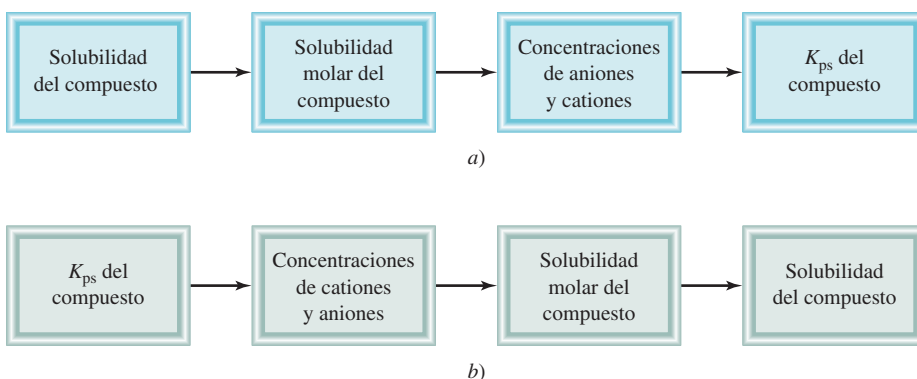 Solubilidad
del compuesto
Solubilidad
molar del
compuesto
Concentraciones
de aniones
y cationes
Kps del
compuesto
a)
Kps del
compuesto
Concentraciones
de cationes
y aniones
Solubilidad
molar del
compuesto
Solubilidad
del compuesto
b)